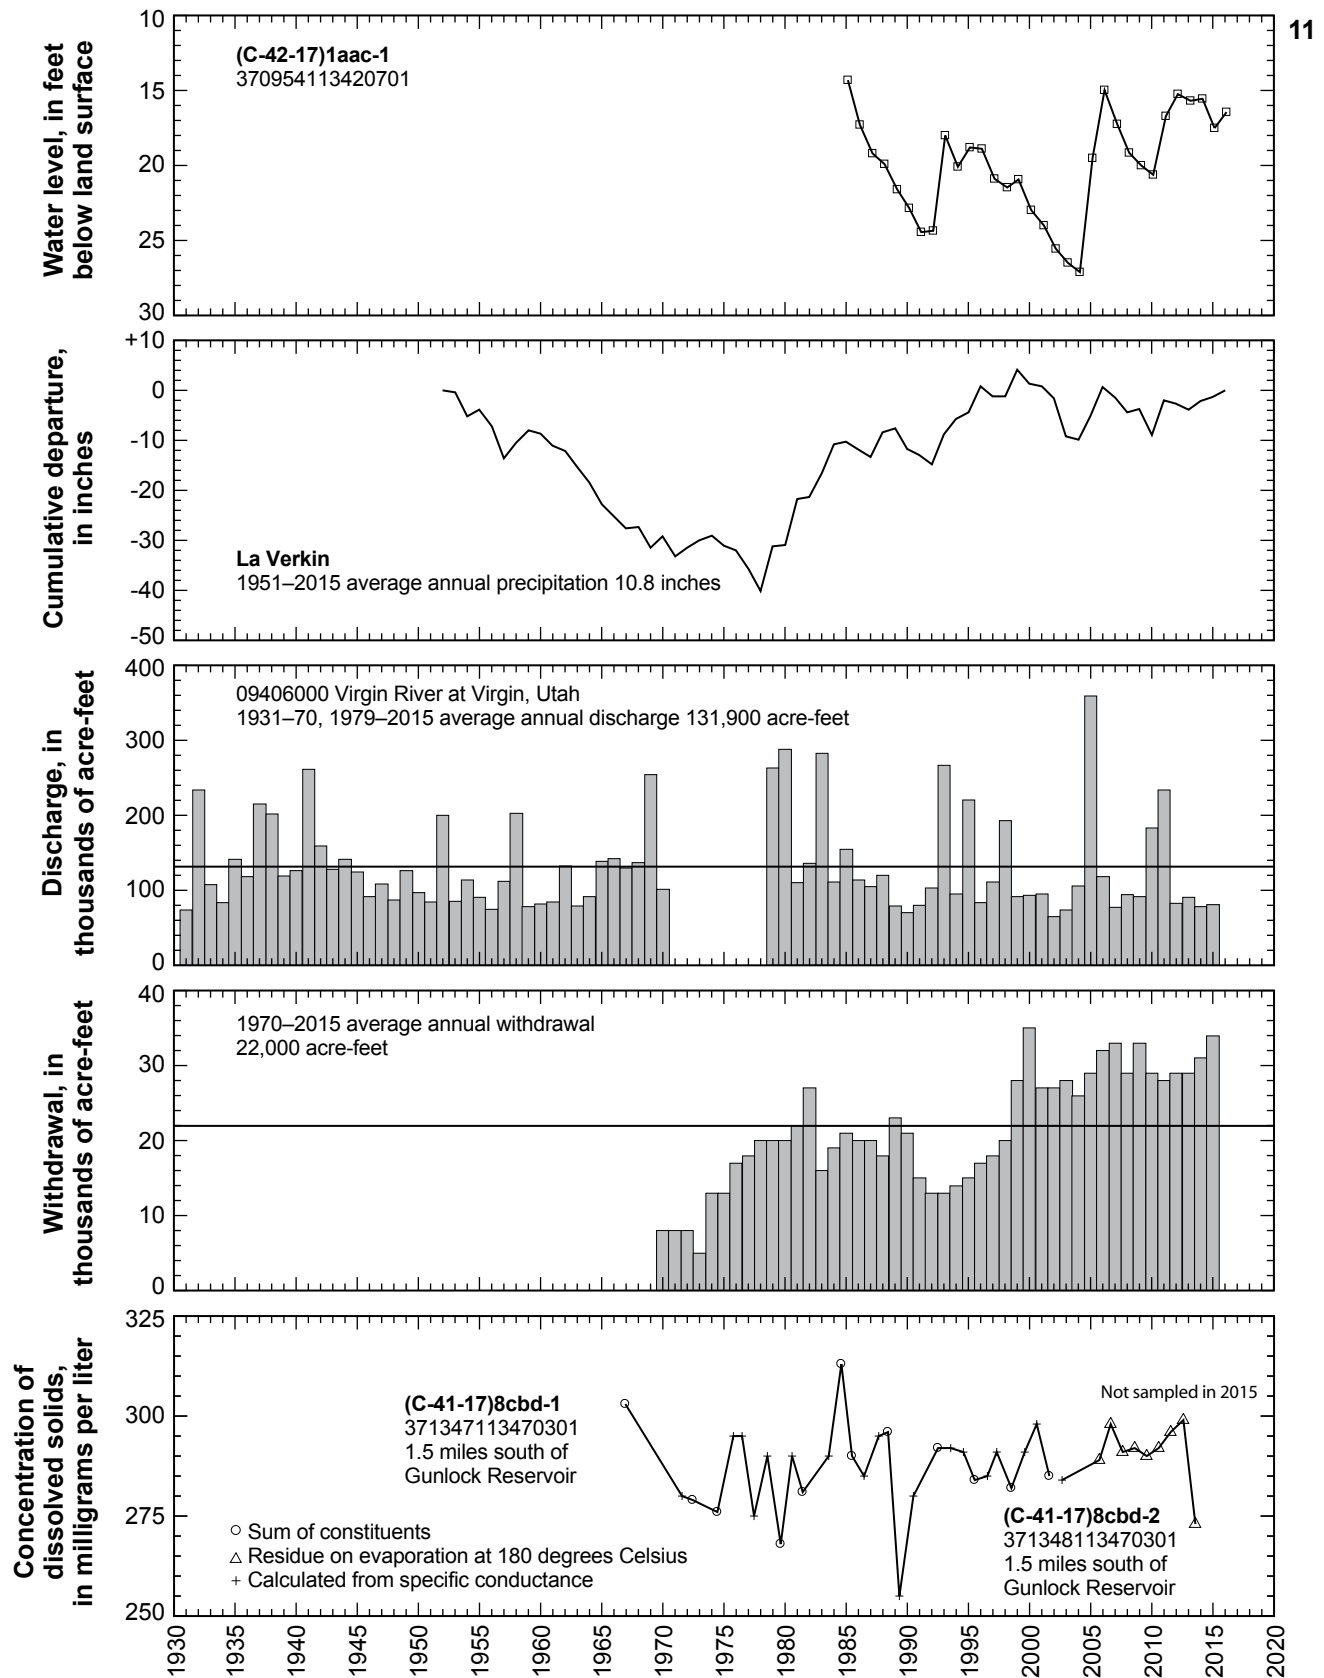 11
Water level, in feet
below land surface
10
15
20
25
30
(C-42-17)1aac-1
370954113420701
Cumulative departure,
in inches
+10
0
-10
-20
-30
-40
-50
La Verkin
1951–2015 average annual precipitation 10.8 inches
Discharge, in
thousands of acre-feet
400
300
200
100
0
09406000 Virgin River at Virgin, Utah
1931–70, 1979–2015 average annual discharge 131,900 acre-feet
Withdrawal, in
thousands of acre-feet
40
30
20
10
0
1970–2015 average annual withdrawal
22,000 acre-feet
Concentration of
dissolved solids,
in milligrams per liter
325
300
275
250
(C-41-17)8cbd-1
371347113470301
1.5 miles south of
Gunlock Reservoir
Not sampled in 2015
Sum of constituents
Residue on evaporation at 180 degrees Celsius
Calculated from specific conductance
(C-41-17)8cbd-2
371348113470301
1.5 miles south of
Gunlock Reservoir
1930
1935
1940
1945
1950
1955
1960
1965
1970
1975
1980
1985
1990
1995
2000
2005
2010
2015
2020